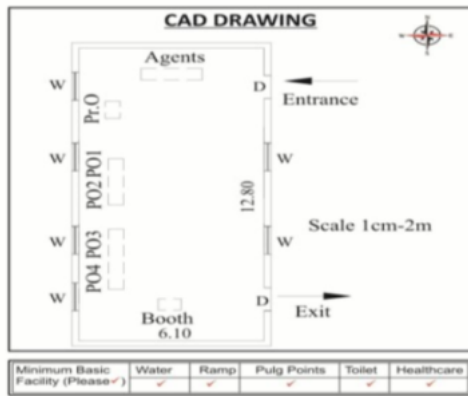 CAD DRAWING
Agents
W
D
Entrance
Pr.O
W
PO1
PO2
W
12.80
Scale 1cm-2m
W
PO3
PO4
W
W
D
Exit
Booth
6.10
Minimum Basic Facility (Please✓) Water Ramp Pulg Points Toilet Healthcare
✓ ✓ ✓ ✓ ✓